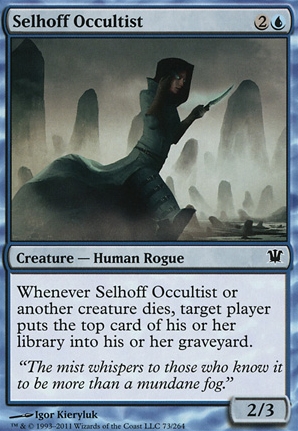 Selhoff Occultist 2
Creature — Human Rogue
Whenever Selhoff Occultist or
another creature dies, target player
puts the top card of his or her
library into his or her graveyard.
“The mist whispers to those who know it
to be more than a mundane fog.”
Igor Kieryluk
™ & © 1993–2011 Wizards of the Coast LLC 73/264
2/3